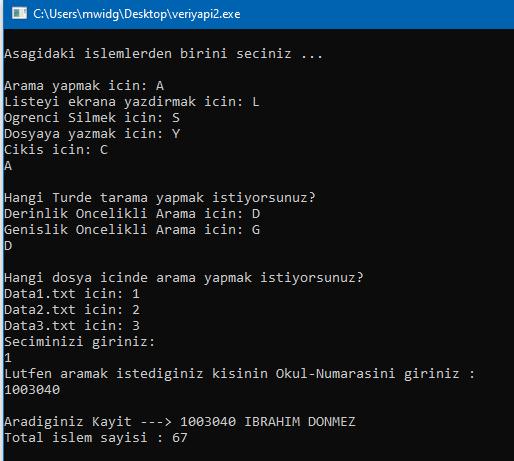 C:\Users\mwidg\Desktop\veriyapi2.exe
Asagidaki islemlerden birini seciniz ...
Arama yapmak icin: A
Listeyi ekrana yazdirmak icin: L
Ogrenci Silmek icin: S
Dosyaya yazmak icin: Y
Cikis icin: C
A
Hangi Turde tarama yapmak istiyorsunuz?
Derinlik Oncelikli Arama icin: D
Genislik Oncelikli Arama icin: G
D
Hangi dosya icinde arama yapmak istiyorsunuz?
Data1.txt icin: 1
Data2.txt icin: 2
Data3.txt icin: 3
Seciminizi giriniz:
1
Lutfen aramak istediginiz kisinin Okul-Numarasini giriniz :
1003040
Aradiginiz Kayit ---> 1003040 IBRAHIM DONMEZ
Total islem sayisi : 67